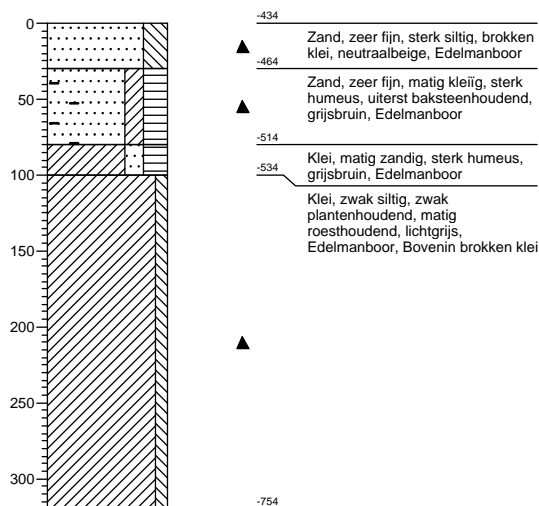 0
50
100
150
200
250
300
-434
Zand, zeer fijn, sterk siltig, brokken
klei, neutraalbeige, Edelmanboor
-464
Zand, zeer fijn, matig kleiïg, sterk
humeus, uiterst baksteenhoudend,
grijsbruin, Edelmanboor
-514
Klei, matig zandig, sterk humeus,
grijsbruin, Edelmanboor
-534
Klei, zwak siltig, zwak
plantenhoudend, matig
roesthoudend, lichtgrijs,
Edelmanboor, Bovenin brokken klei
-754